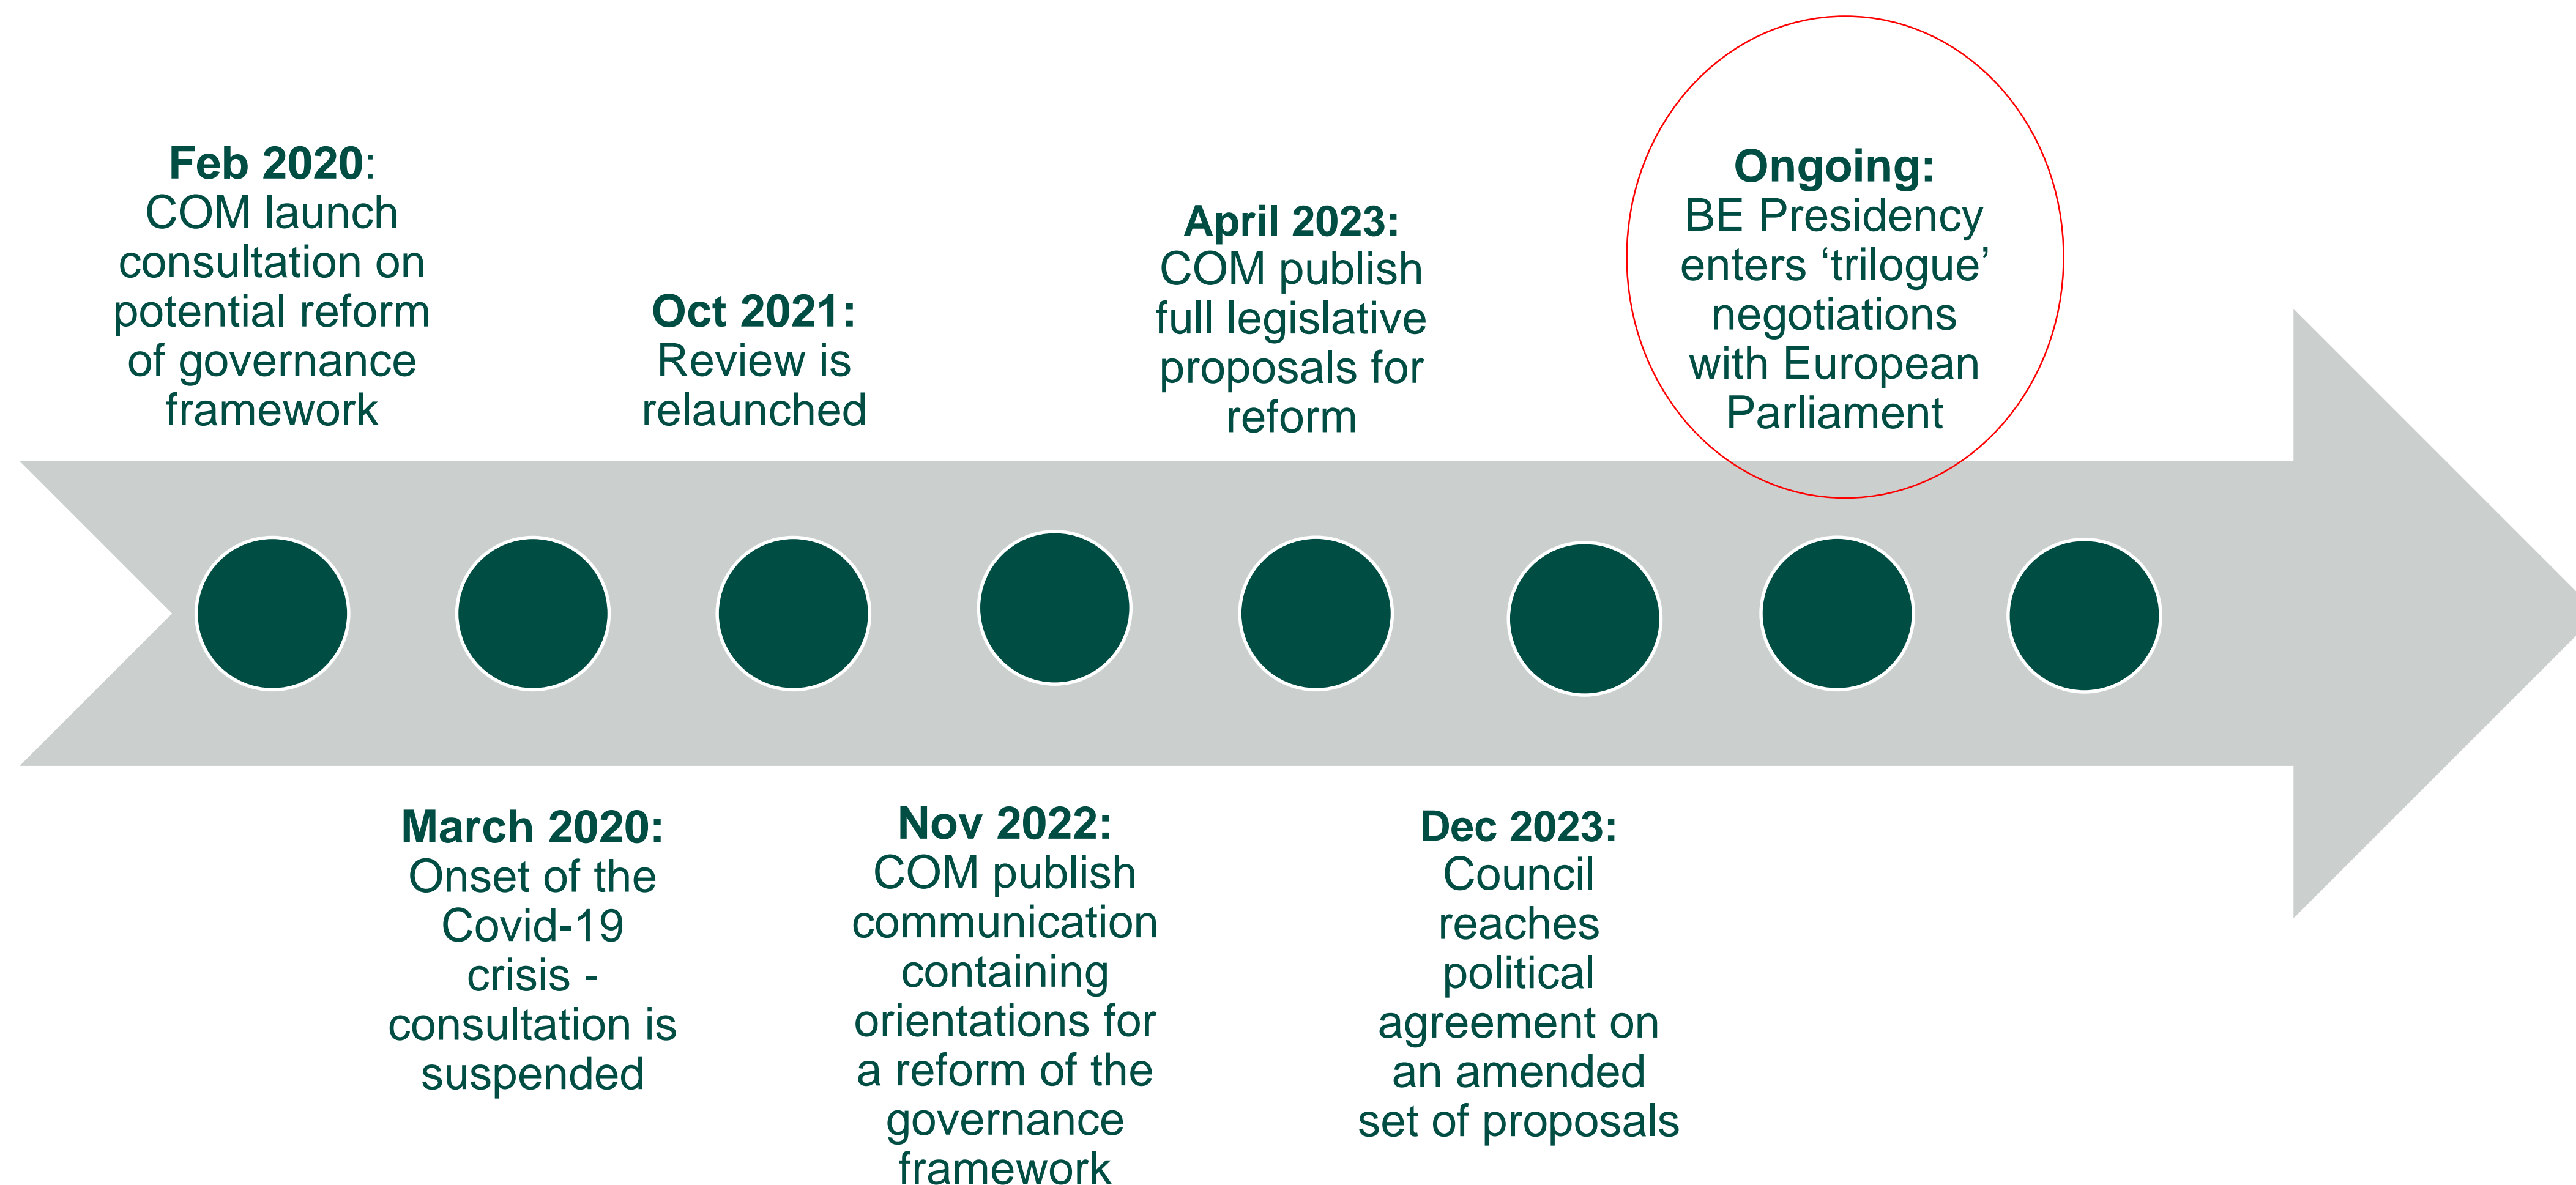 Feb 2020:
COM launch
consultation on
potential reform
of governance
framework
March 2020:
Onset of the
Covid-19
crisis -
consultation is
suspended
Oct 2021:
Review is
relaunched
Nov 2022:
COM publish
communication
containing
orientations for
a reform of the
governance
framework
April 2023:
COM publish
full legislative
proposals for
reform
Dec 2023:
Council
reaches
political
agreement on
an amended
set of proposals
Ongoing:
BE Presidency
enters ‘trilogue’
negotiations
with European
Parliament